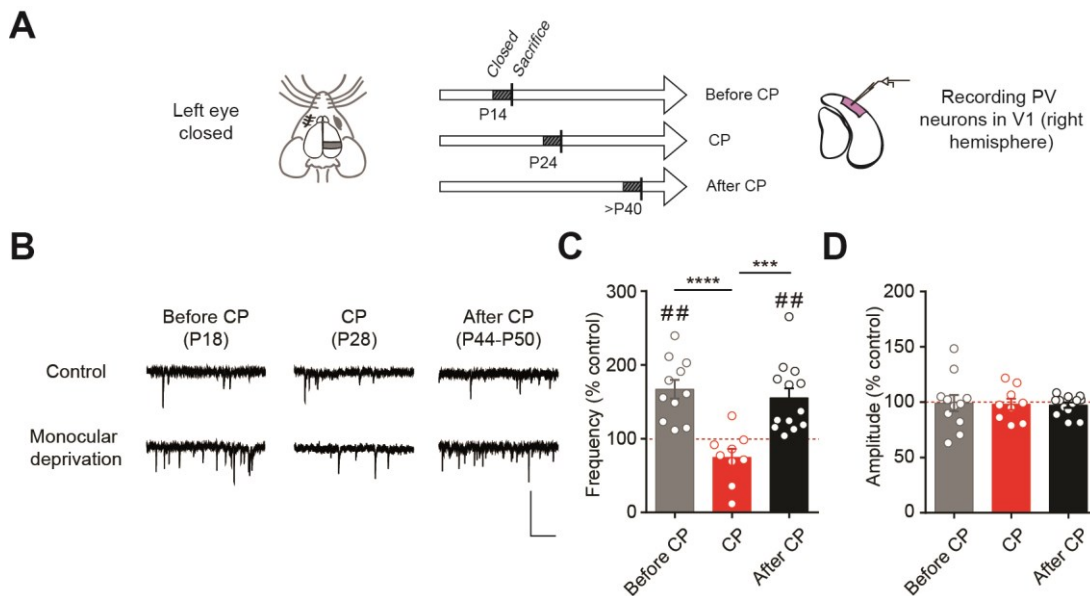 A
Left eye
closed
Closed
Sacrifice
P14
Before CP
P24
CP
>P40
After CP
Recording PV
neurons in V1 (right
hemisphere)
B
Before CP
(P18)
CP
(P28)
After CP
(P44-P50)
Control
Monocular
deprivation
C
Frequency (% control)
300
200
100
0
****
***
##
##
Before CP
CP
After CP
D
Amplitude (% control)
200
150
100
50
0
Before CP
CP
After CP